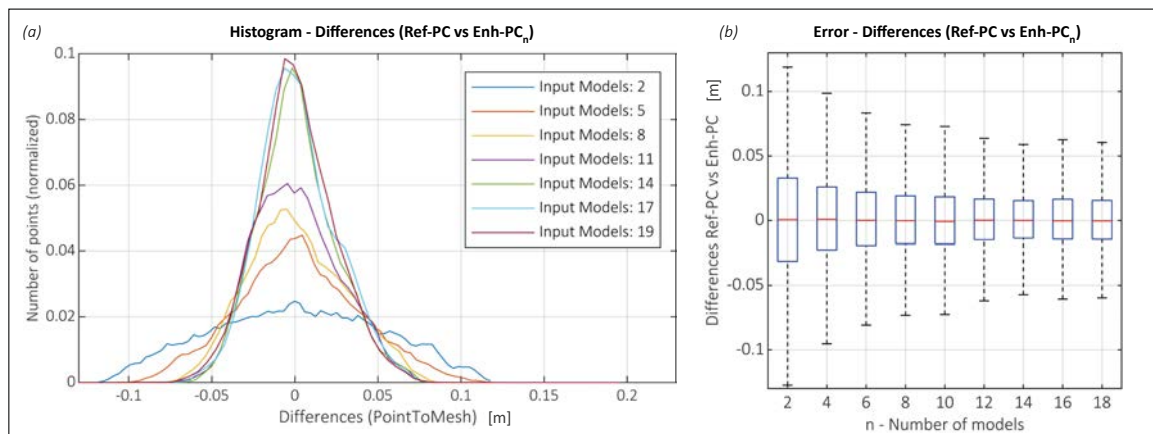 (a)
Histogram - Differences (Ref-PC vs Enh-PCn)
0.1
0.08
0.06
0.04
0.02
0
Number of points (normalized)
-0.1 -0.05 0 0.05 0.1 0.15 0.2
Differences (PointToMesh) [m]
Input Models: 2
Input Models: 5
Input Models: 8
Input Models: 11
Input Models: 14
Input Models: 17
Input Models: 19
(b)
Error - Differences (Ref-PC vs Enh-PCn)
Differences Ref-PC vs Enh-PC [m]
0.1
0.05
0
-0.05
-0.1
2 4 6 8 10 12 14 16 18
n - Number of models